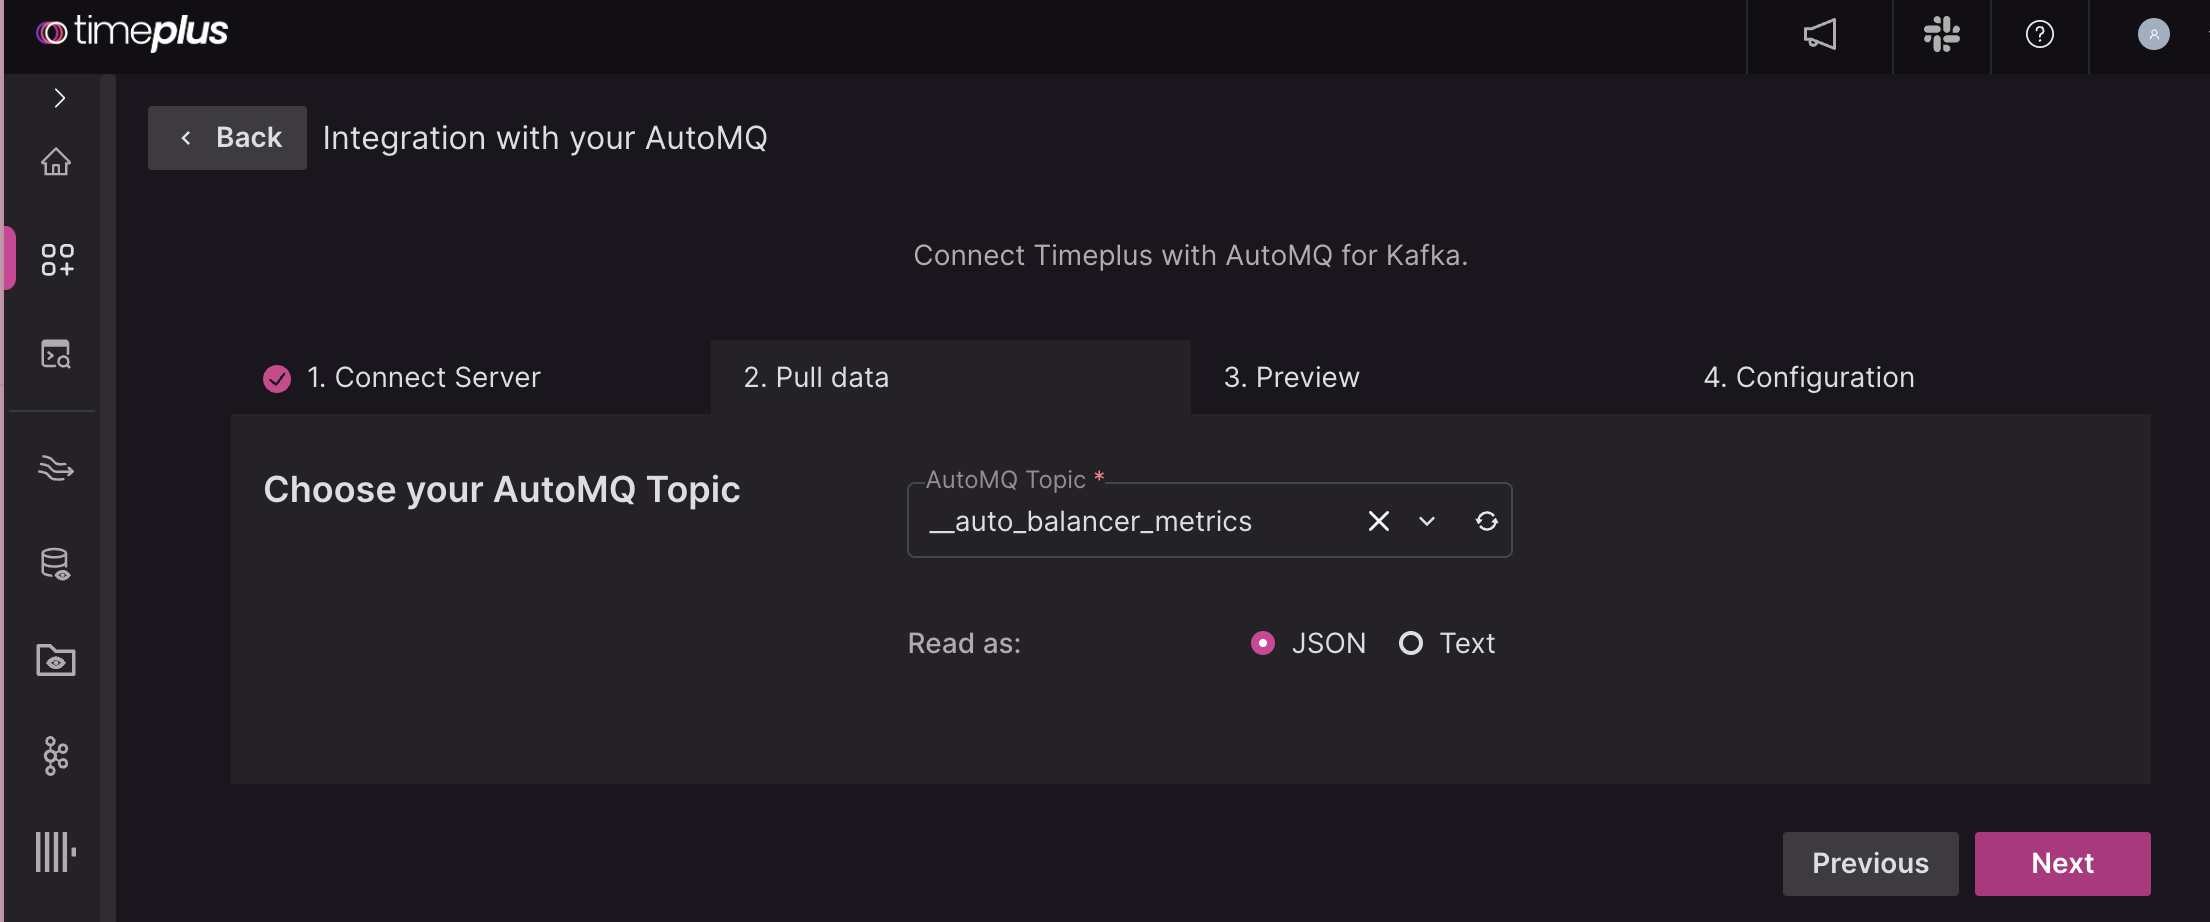 timeplus
Back
Integration with your AutoMQ
Connect Timeplus with AutoMQ for Kafka.
1. Connect Server
2. Pull data
3. Preview
4. Configuration
Choose your AutoMQ Topic
AutoMQ Topic *
__auto_balancer_metrics
Read as:
JSON
Text
Previous
Next